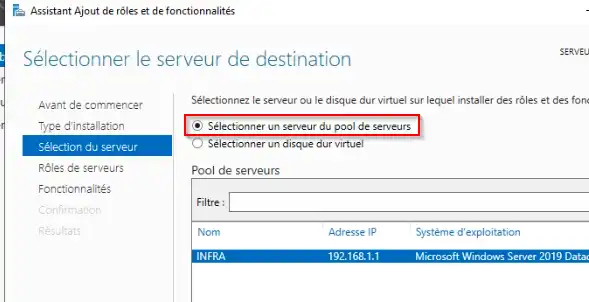 Assistant Ajout de rôles et de fonctionnalités
Sélectionner le serveur de destination
SERVEU
Avant de commencer
Type d'installation
Sélection du serveur
Rôles de serveurs
Fonctionnalités
Confirmation
Résultats
Sélectionnez le serveur ou le disque dur virtuel sur lequel installer des rôles et des fonc
Sélectionner un serveur du pool de serveurs
Sélectionner un disque dur virtuel
Pool de serveurs
Filtre :
Nom Adresse IP Système d'exploitation
INFRA 192.168.1.1 Microsoft Windows Server 2019 Datac